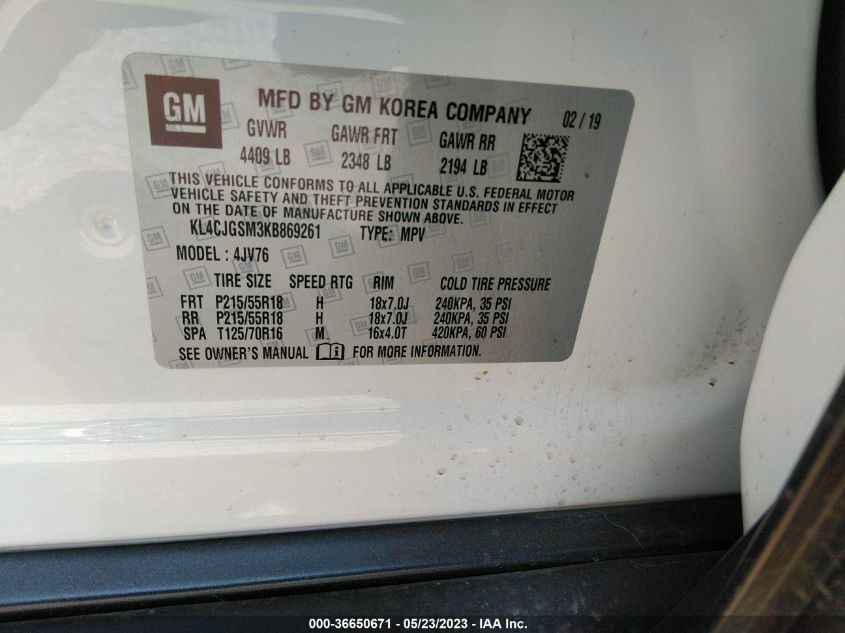 GM
MFD BY GM KOREA COMPANY 02 / 19
GVWR GAWR FRT GAWR RR
4409 LB 2348 LB 2194 LB
THIS VEHICLE CONFORMS TO ALL APPLICABLE U.S. FEDERAL MOTOR
VEHICLE SAFETY AND THEFT PREVENTION STANDARDS IN EFFECT
ON THE DATE OF MANUFACTURE SHOWN ABOVE.
KL4CJGSM3KB869261 TYPE: MPV
MODEL : 4JV76
TIRE SIZE SPEED RTG RIM COLD TIRE PRESSURE
FRT P215/55R18 H 18x7.0J 240KPA, 35 PSI
RR P215/55R18 H 18x7.0J 240KPA, 35 PSI
SPA T125/70R16 M 16x4.0T 420KPA, 60 PSI
SEE OWNER'S MANUAL FOR MORE INFORMATION.
000-36650671 / 05/23/2023 - IAA Inc.